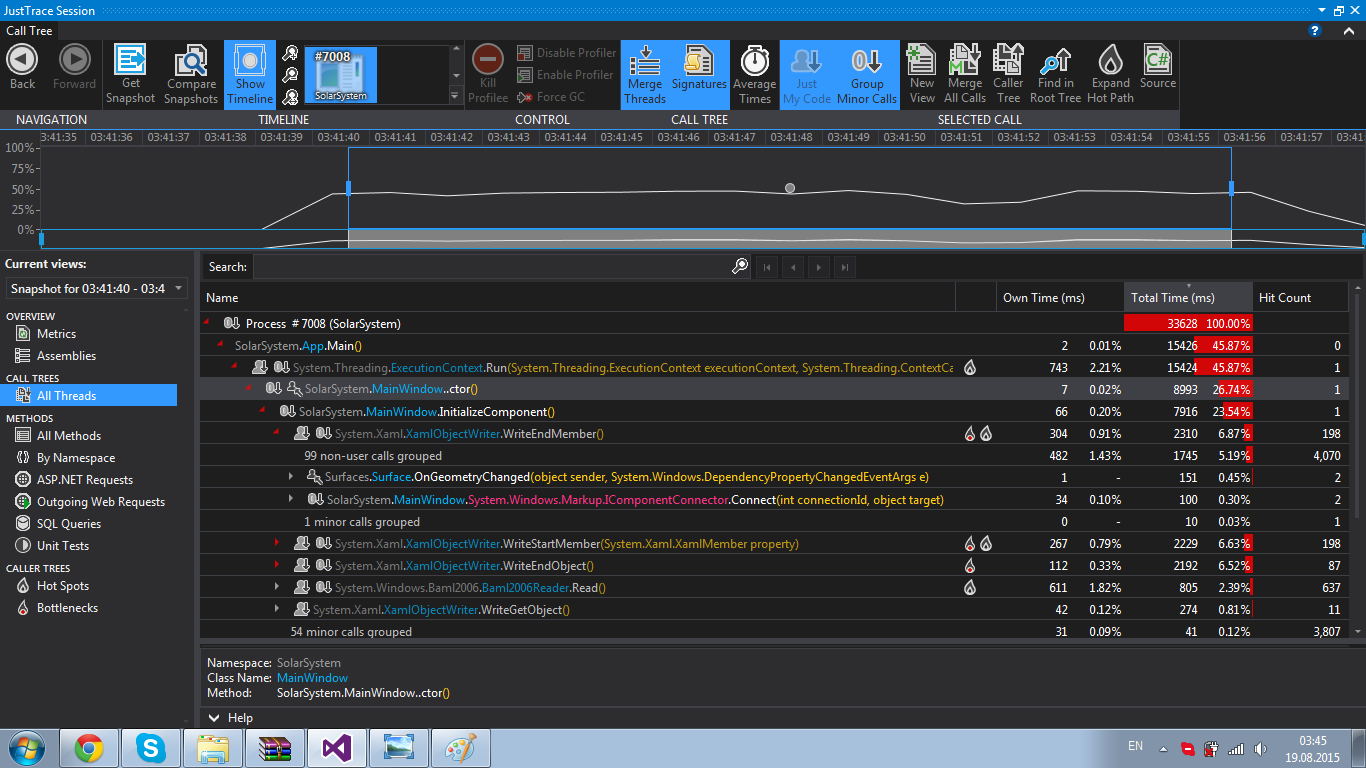 JustTrace Session
Call Tree
Back
Forward
Get Snapshot
Compare Snapshots
Show Timeline
#7008
SolarSystem
Kill Profilee
Disable Profiler
Enable Profiler
Force GC
Merge Threads
Signatures
Average Times
Just My Code
Group Minor Calls
New View
Merge All Calls
Caller Tree
Find in Root Tree
Expand Hot Path
Source
NAVIGATION TIMELINE CONTROL CALL TREE SELECTED CALL
3:41:35 03:41:36 03:41:37 03:41:38 03:41:39 03:41:40 03:41:41 03:41:42 03:41:43 03:41:44 03:41:45 03:41:46 03:41:47 03:41:48 03:41:49 03:41:50 03:41:51 03:41:52 03:41:53 03:41:54 03:41:55 03:41:56 03:41:57 03:41
100%
75%
50%
25%
0%
Current views:
Snapshot for 03:41:40 - 03:4
OVERVIEW
Metrics
Assemblies
CALL TREES
All Threads
METHODS
All Methods
By Namespace
ASP.NET Requests
Outgoing Web Requests
SQL Queries
Unit Tests
CALLER TREES
Hot Spots
Bottlenecks
Search:
Name Own Time (ms) Total Time (ms) Hit Count
Process #7008 (SolarSystem) 33628 100.00%
SolarSystem.App.Main() 2 0.01% 15426 45.87% 0
System.Threading.ExecutionContext.Run(System.Threading.ExecutionContext executionContext, System.Threading.ContextCa 743 2.21% 15424 45.87% 1
SolarSystem.MainWindow..ctor() 7 0.02% 8993 26.74% 1
SolarSystem.MainWindow.InitializeComponent() 66 0.20% 7916 23.54% 1
System.Xaml.XamlObjectWriter.WriteEndMember() 304 0.91% 2310 6.87% 198
99 non-user calls grouped 482 1.43% 1745 5.19% 4,070
Surfaces.Surface.OnGeometryChanged(object sender, System.Windows.DependencyPropertyChangedEventArgs e) 1 - 151 0.45% 2
SolarSystem.MainWindow.System.Windows.Markup.IComponentConnector.Connect(int connectionId, object target) 34 0.10% 100 0.30% 2
1 minor calls grouped 0 - 10 0.03% 1
System.Xaml.XamlObjectWriter.WriteStartMember(System.Xaml.XamlMember property) 267 0.79% 2229 6.63% 198
System.Xaml.XamlObjectWriter.WriteEndObject() 112 0.33% 2192 6.52% 87
System.Windows.Baml2006.Baml2006Reader.Read() 611 1.82% 805 2.39% 637
System.Xaml.XamlObjectWriter.WriteGetObject() 42 0.12% 274 0.81% 11
54 minor calls grouped 31 0.09% 41 0.12% 3,807
Namespace: SolarSystem
Class Name: MainWindow
Method: SolarSystem.MainWindow..ctor()
Help
EN
03:45
19.08.2015